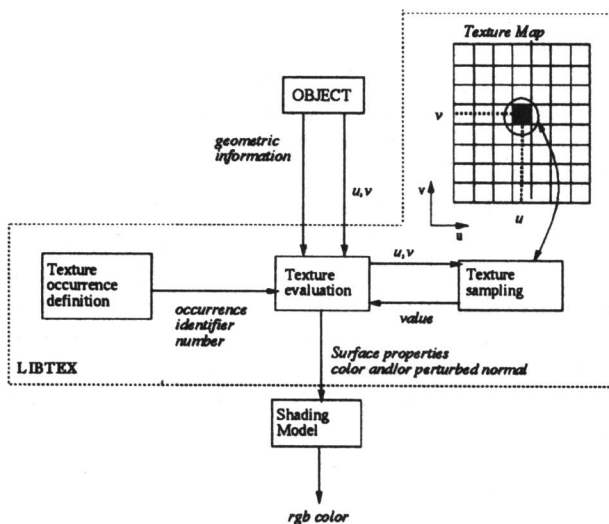 Texture Map
OBJECT
v
geometric
information
u,v
v
u
u
Texture
occurrence
definition
Texture
evaluation
u,v
Texture
sampling
value
occurrence
identifier
number
Surface properties
color and/or perturbed normal
LIBTEX
Shading
Model
rgb color